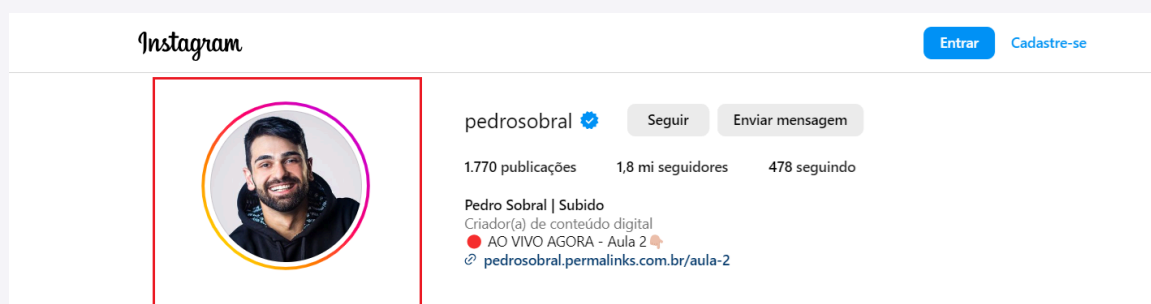 Instagram
Entrar
Cadastre-se
pedrosobral
Seguir
Enviar mensagem
1.770 publicações
1,8 mi seguidores
478 seguindo
Pedro Sobral | Subido
Criador(a) de conteúdo digital
🔴 AO VIVO AGORA - Aula 2👇🏼
pedrosobral.permalinks.com.br/aula-2